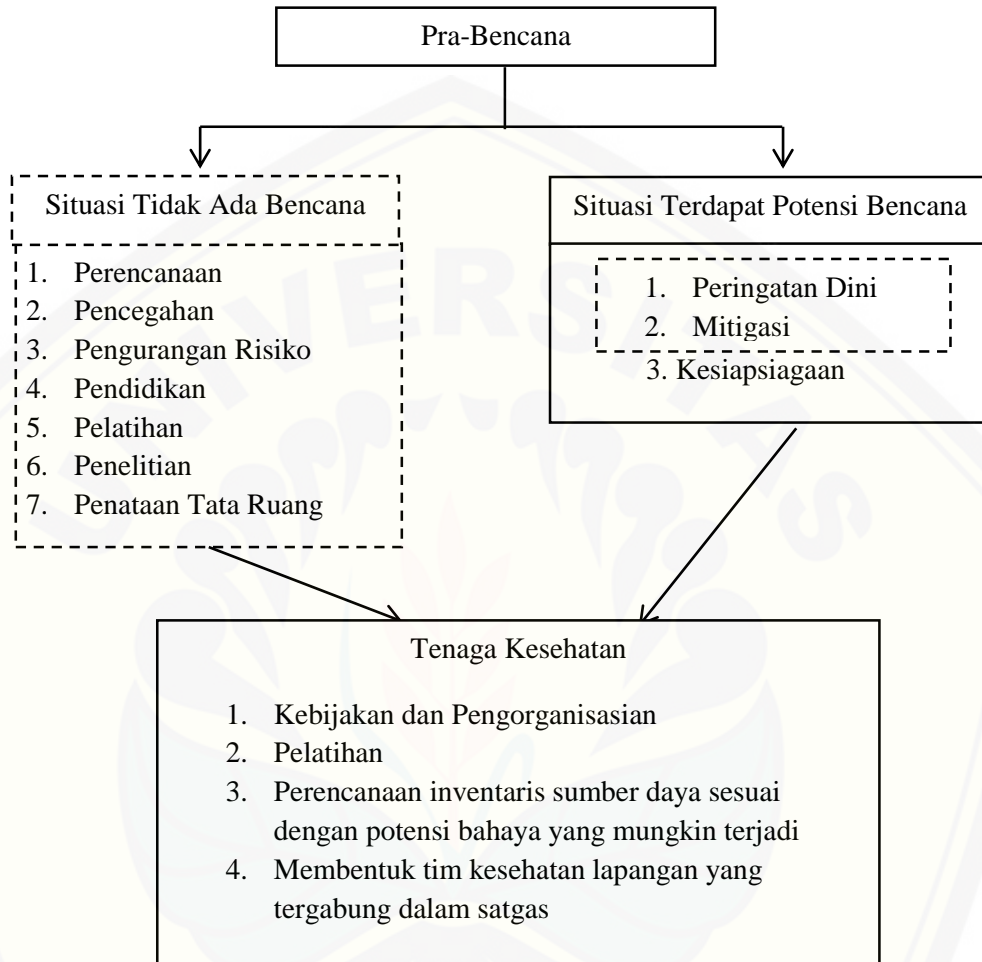 Pra-Bencana
Situasi Tidak Ada Bencana
1. Perencanaan
2. Pencegahan
3. Pengurangan Risiko
4. Pendidikan
5. Pelatihan
6. Penelitian
7. Penataan Tata Ruang
Situasi Terdapat Potensi Bencana
1. Peringatan Dini
2. Mitigasi
3. Kesiapsiagaan
Tenaga Kesehatan
1. Kebijakan dan Pengorganisasian
2. Pelatihan
3. Perencanaan inventaris sumber daya sesuai
dengan potensi bahaya yang mungkin terjadi
4. Membentuk tim kesehatan lapangan yang
tergabung dalam satgas
UNIVERSITAS